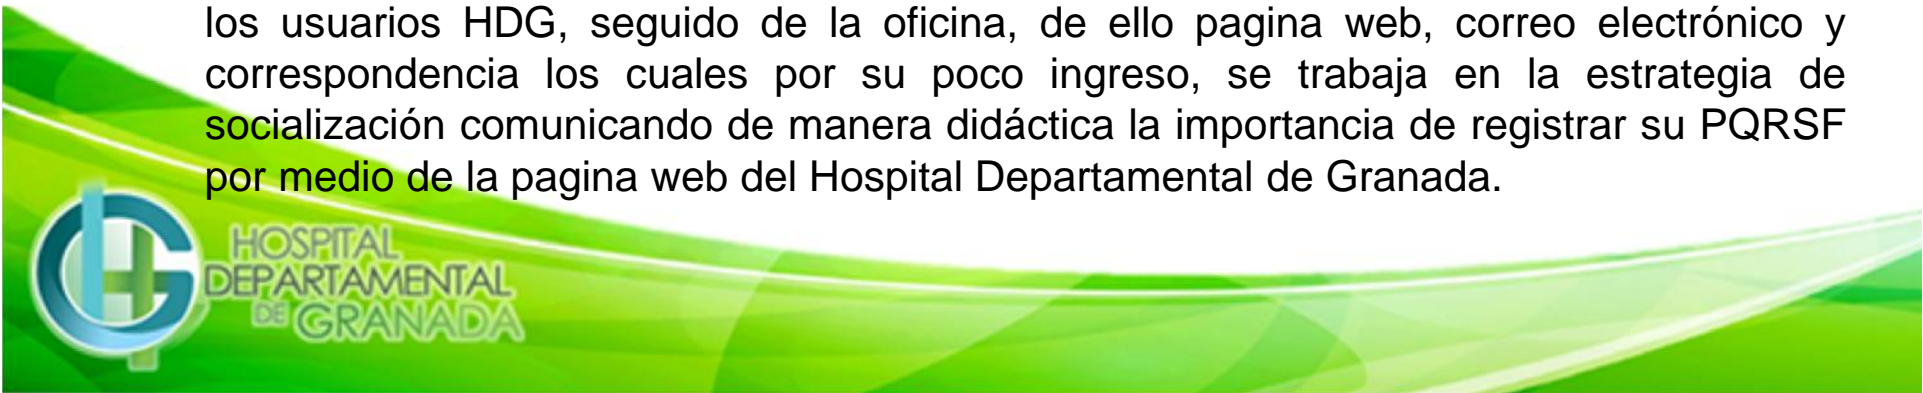 los usuarios HDG, seguido de la oficina, de ello pagina web, correo electrónico y
correspondencia los cuales por su poco ingreso, se trabaja en la estrategia de
socialización comunicando de manera didáctica la importancia de registrar su PQRSF
por medio de la pagina web del Hospital Departamental de Granada.
HOSPITAL
DEPARTAMENTAL
DE GRANADA